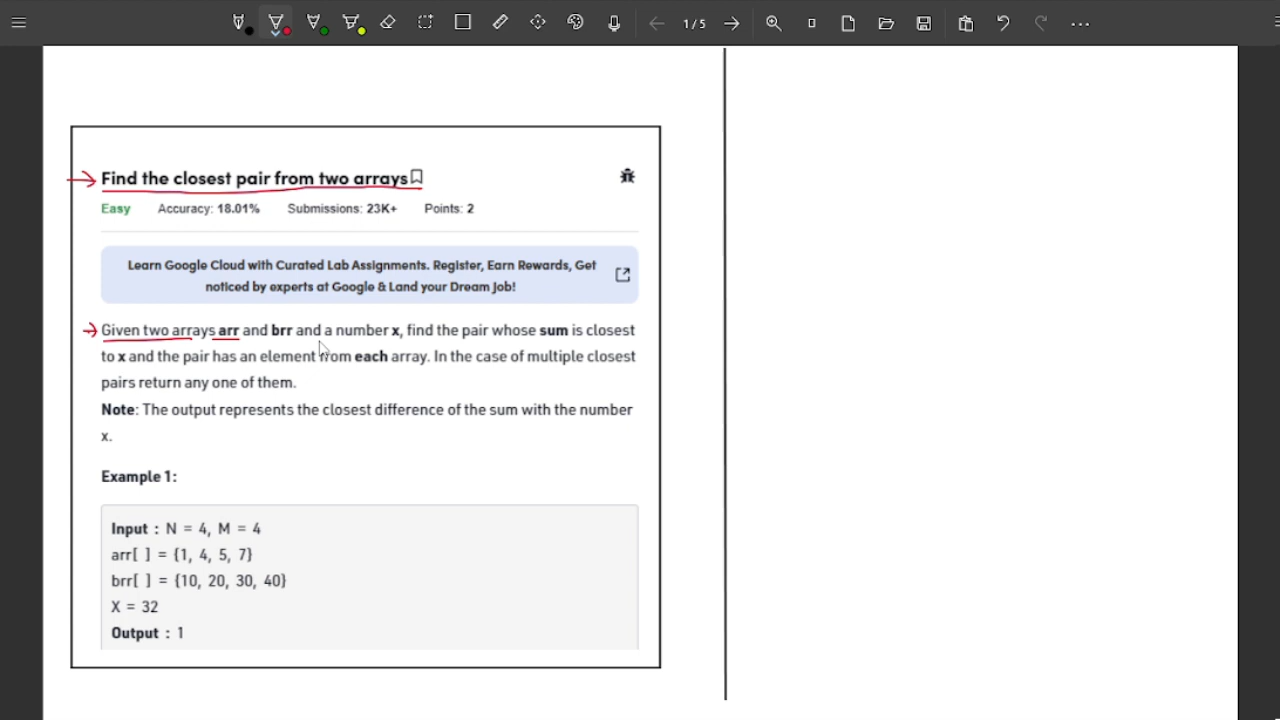 1/5
Find the closest pair from two arrays
Easy Accuracy: 18.01% Submissions: 23K+ Points: 2
Learn Google Cloud with Curated Lab Assignments. Register, Earn Rewards, Get
noticed by experts at Google & Land your Dream Job!
Given two arrays arr and brr and a number x, find the pair whose sum is closest
to x and the pair has an element from each array. In the case of multiple closest
pairs return any one of them.
Note: The output represents the closest difference of the sum with the number
x.
Example 1:
Input : N = 4, M = 4
arr[ ] = {1, 4, 5, 7}
brr[ ] = {10, 20, 30, 40}
X = 32
Output : 1